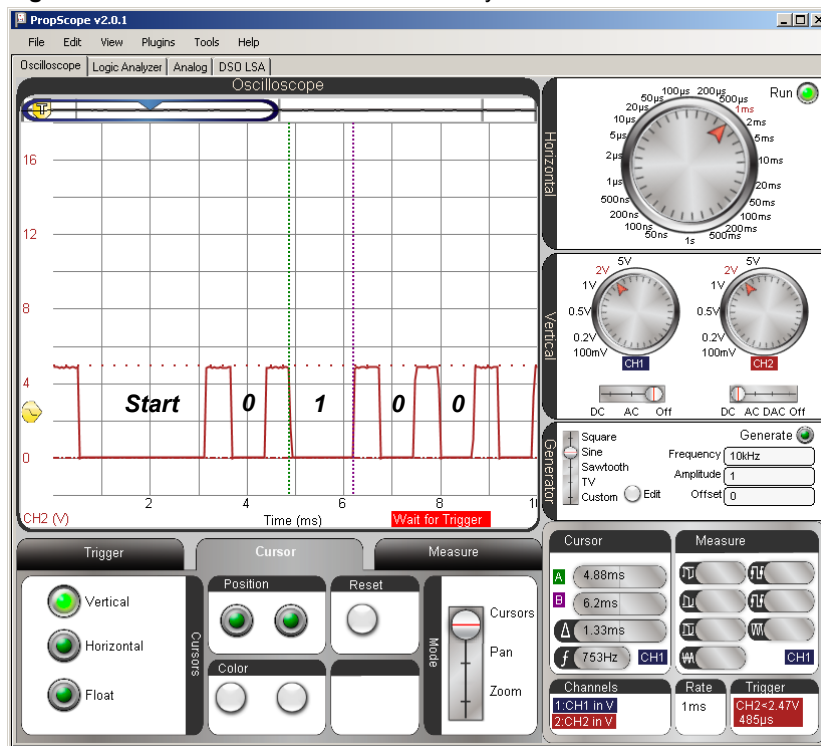 PropScope v2.0.1
File Edit View Plugins Tools Help
Oscilloscope Logic Analyzer Analog DSO LSA
Oscilloscope
T
16
12
8
4
0
Start 0 1 0 0
2 4 6 8 1
CH2 (V)
Time (ms)
Wait for Trigger
Horizontal
Run
100µs 200µs
50µs 500µs
20µs 1ms
10µs 2ms
5µs 5ms
2µs 10ms
1µs 20ms
500ns 50ms
200ns 100ms
100ns 200ms
50ns 1s 500ms
Vertical
5V 5V
2V 2V
1V 1V
0.5V 0.5V
0.2V 0.2V
100mV 100mV
CH1 CH2
DC AC Off DC AC DAC Off
Generator
Square
Sine
Sawtooth
TV
Custom Edit
Generate
Frequency 10kHz
Amplitude 1
Offset 0
Trigger Cursor Measure
Vertical
Horizontal
Float
Cursors
Position
Reset
Color
Mode
Cursors
Pan
Zoom
Cursor
A 4.88ms
B 6.2ms
Δ 1.33ms
f 753Hz CH1
Measure
CH1
Channels
1:CH1 in V
2:CH2 in V
Rate
1ms
Trigger
CH2<2.47V
485µs